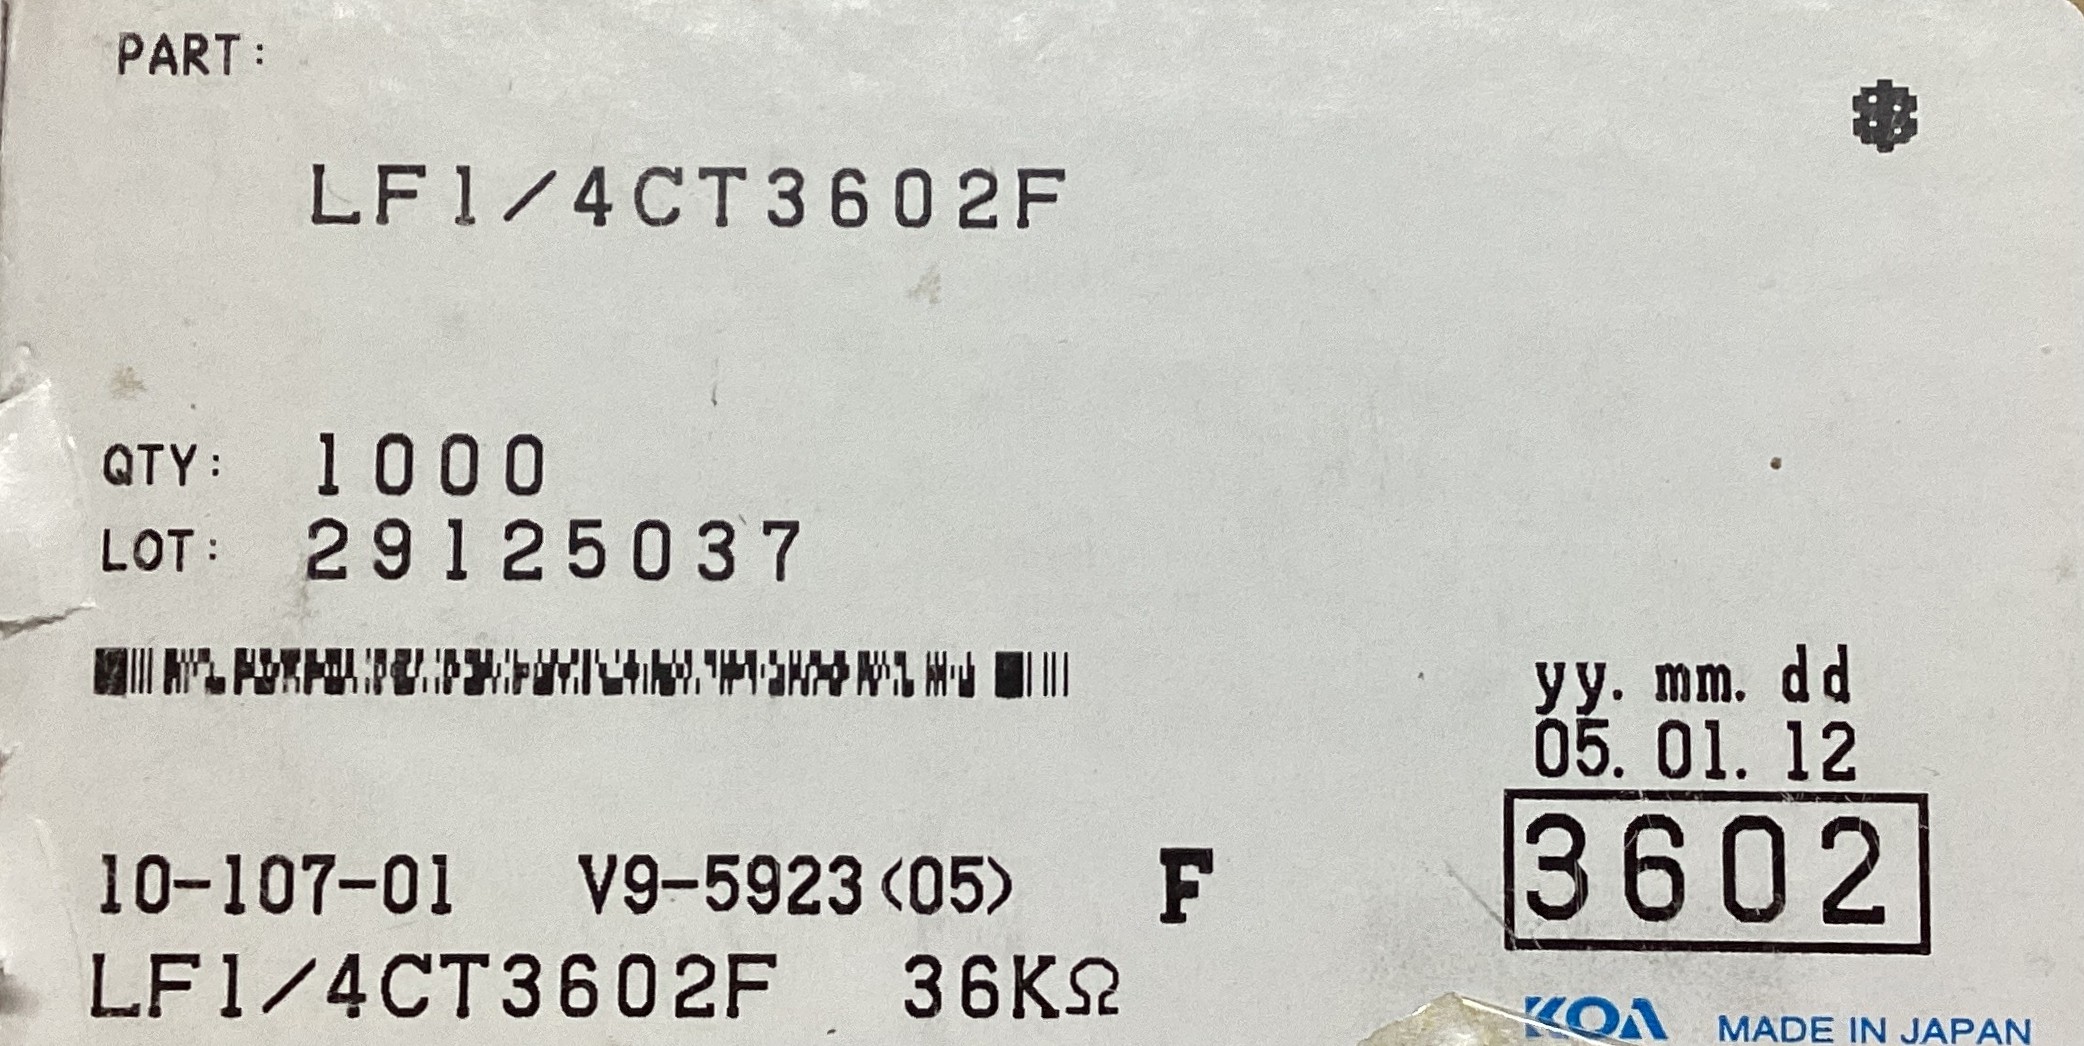 PART:
LF1/4CT3602F
QTY: 1000
LOT: 29125037
yy. mm. dd
05. 01. 12
3602
10-107-01 V9-5923(05) F
LF1/4CT3602F 36KΩ
KOA MADE IN JAPAN